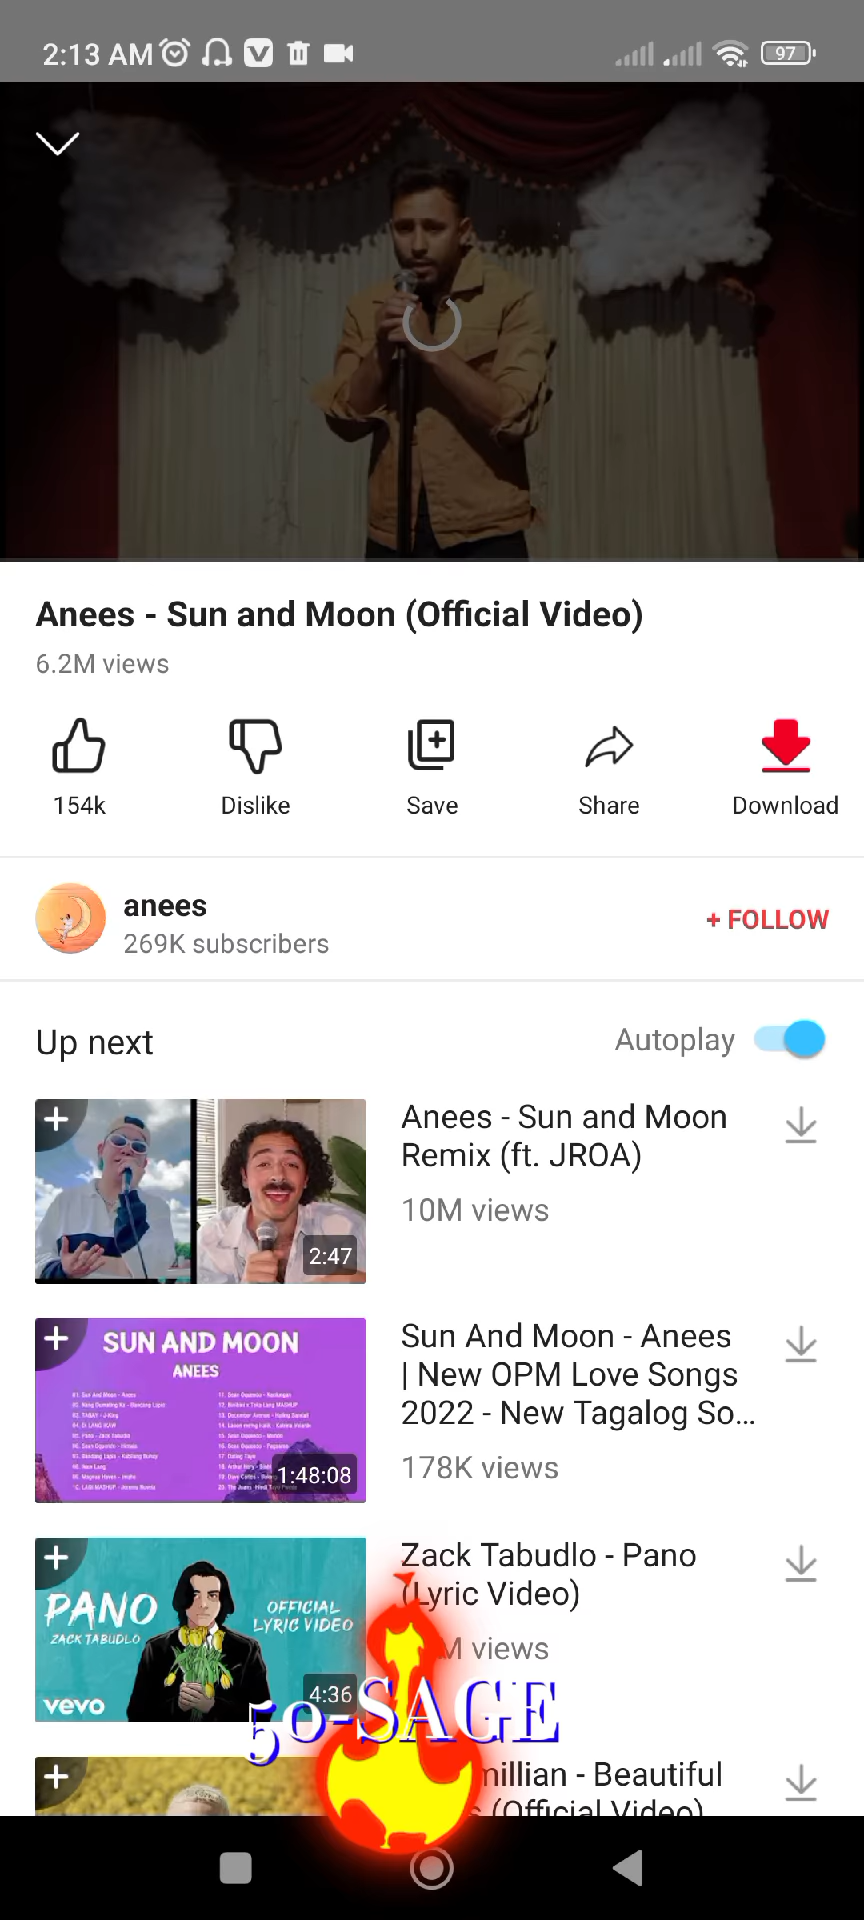 2:13 AM
97
Anees - Sun and Moon (Official Video)
6.2M views
154k
Dislike
Save
Share
Download
anees
269K subscribers
+ FOLLOW
Up next
Autoplay
Anees - Sun and Moon
Remix (ft. JROA)
10M views
2:47
SUN AND MOON
ANEES
1:48:08
Sun And Moon - Anees
| New OPM Love Songs
2022 - New Tagalog So...
178K views
PANO
ZACK TABUDLO
OFFICIAL
LYRIC VIDEO
vevo
4:36
Zack Tabudlo - Pano
(Lyric Video)
M views
50-SAGE
millian - Beautiful
(Official Video)